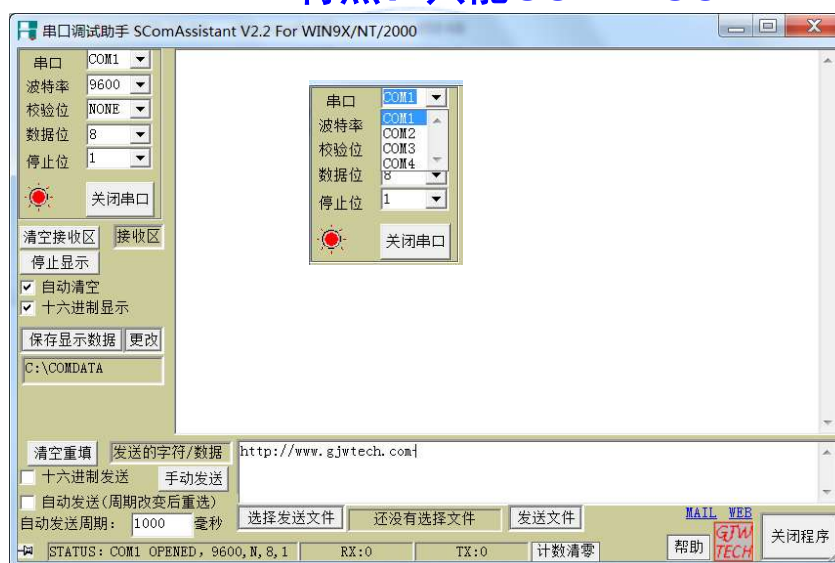 串口调试助手 SComAssistant V2.2 For WIN9X/NT/2000
串口 COM1
波特率 9600
校验位 NONE
数据位 8
停止位 1
关闭串口
清空接收区 接收区
停止显示
自动清空
十六进制显示
保存显示数据 更改
C:\COMDATA
串口 COM1
COM1
波特率 COM2
校验位 COM3
COM4
数据位 8
停止位 1
关闭串口
清空重填 发送的字符/数据 http://www.gjwtech.com
十六进制发送 手动发送
自动发送(周期改变后重选)
自动发送周期: 1000 毫秒 选择发送文件 还没有选择文件 发送文件 MAIL WEB
STATUS: COM1 OPENED, 9600,N,8,1 RX:0 TX:0 计数清零 帮助 GJW TECH 关闭程序